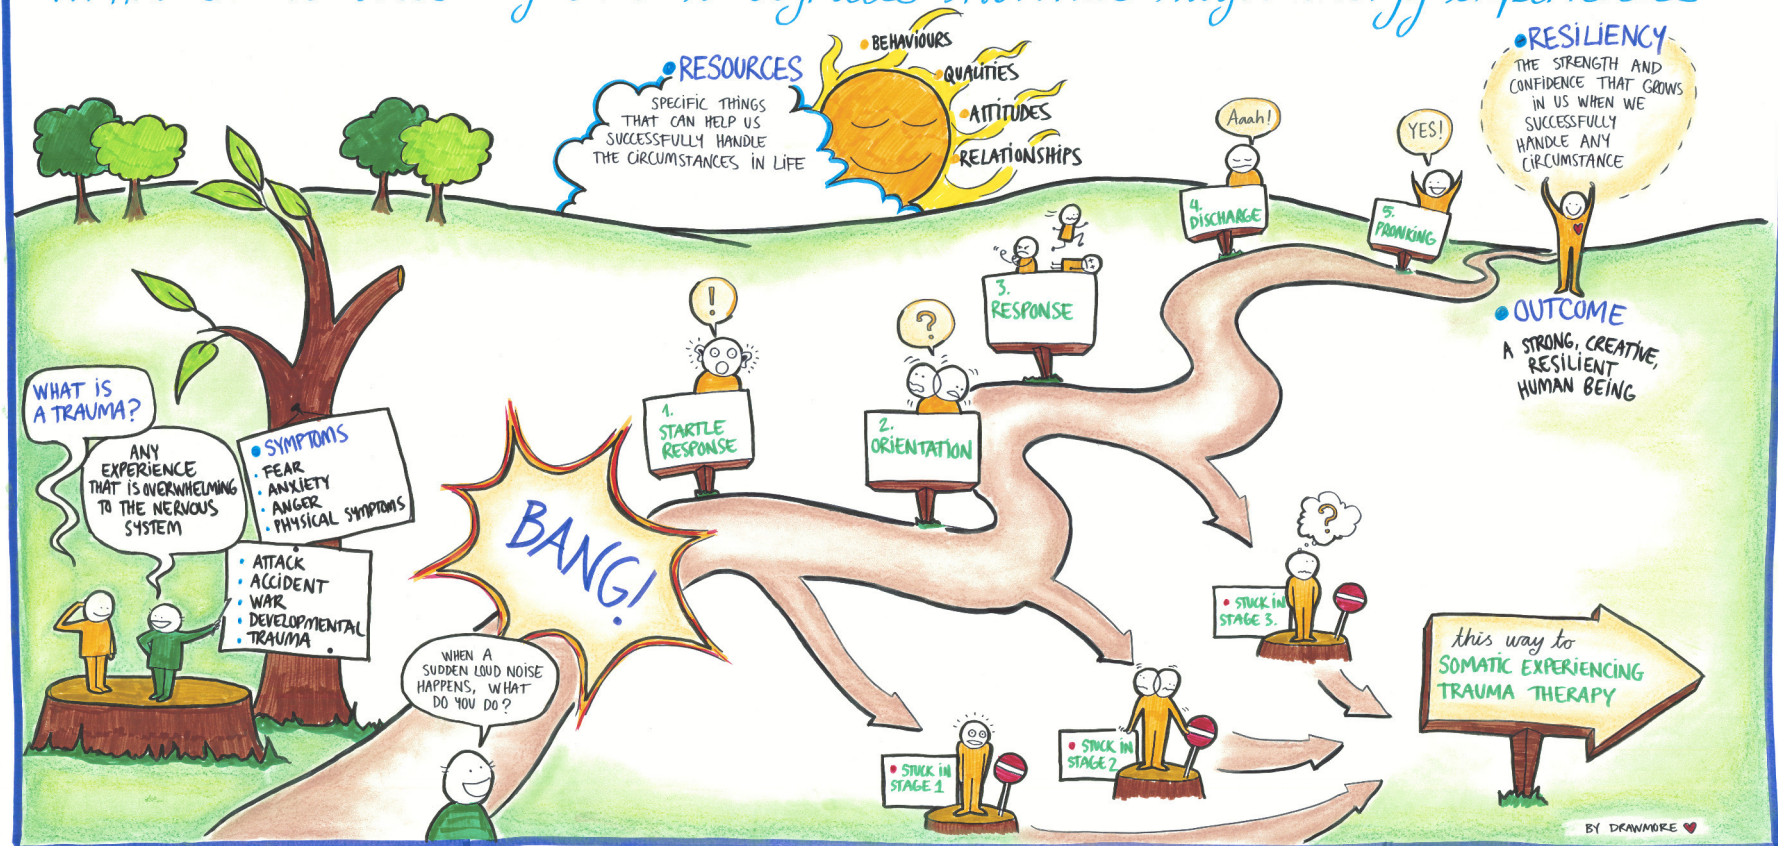 • RESOURCES
SPECIFIC THINGS
THAT CAN HELP US
SUCCESSFULLY HANDLE
THE CIRCUMSTANCES IN LIFE
• BEHAVIOURS
• QUALITIES
• ATTITUDES
• RELATIONSHIPS
• RESILIENCY
THE STRENGTH AND
CONFIDENCE THAT GROWS
IN US WHEN WE
SUCCESSFULLY
HANDLE ANY
CIRCUMSTANCE
• OUTCOME
A STRONG, CREATIVE,
RESILIENT
HUMAN BEING
WHAT IS
A TRAUMA?
ANY
EXPERIENCE
THAT IS OVERWHELMING
TO THE NERVOUS
SYSTEM
• SYMPTOMS
• FEAR
• ANXIETY
• ANGER
• PHYSICAL SYMPTOMS
• ATTACK
• ACCIDENT
• WAR
• DEVELOPMENTAL
• TRAUMA
WHEN A
SUDDEN LOUD NOISE
HAPPENS, WHAT
DO YOU DO?
BANG!
!
1.
STARTLE
RESPONSE
?
2.
ORIENTATION
3.
RESPONSE
Aaah!
4.
DISCHARGE
YES!
5.
PRONKING
• STUCK IN
STAGE 1
• STUCK IN
STAGE 2
?
• STUCK IN
STAGE 3.
this way to
SOMATIC EXPERIENCING
TRAUMA THERAPY
BY DRAWMORE